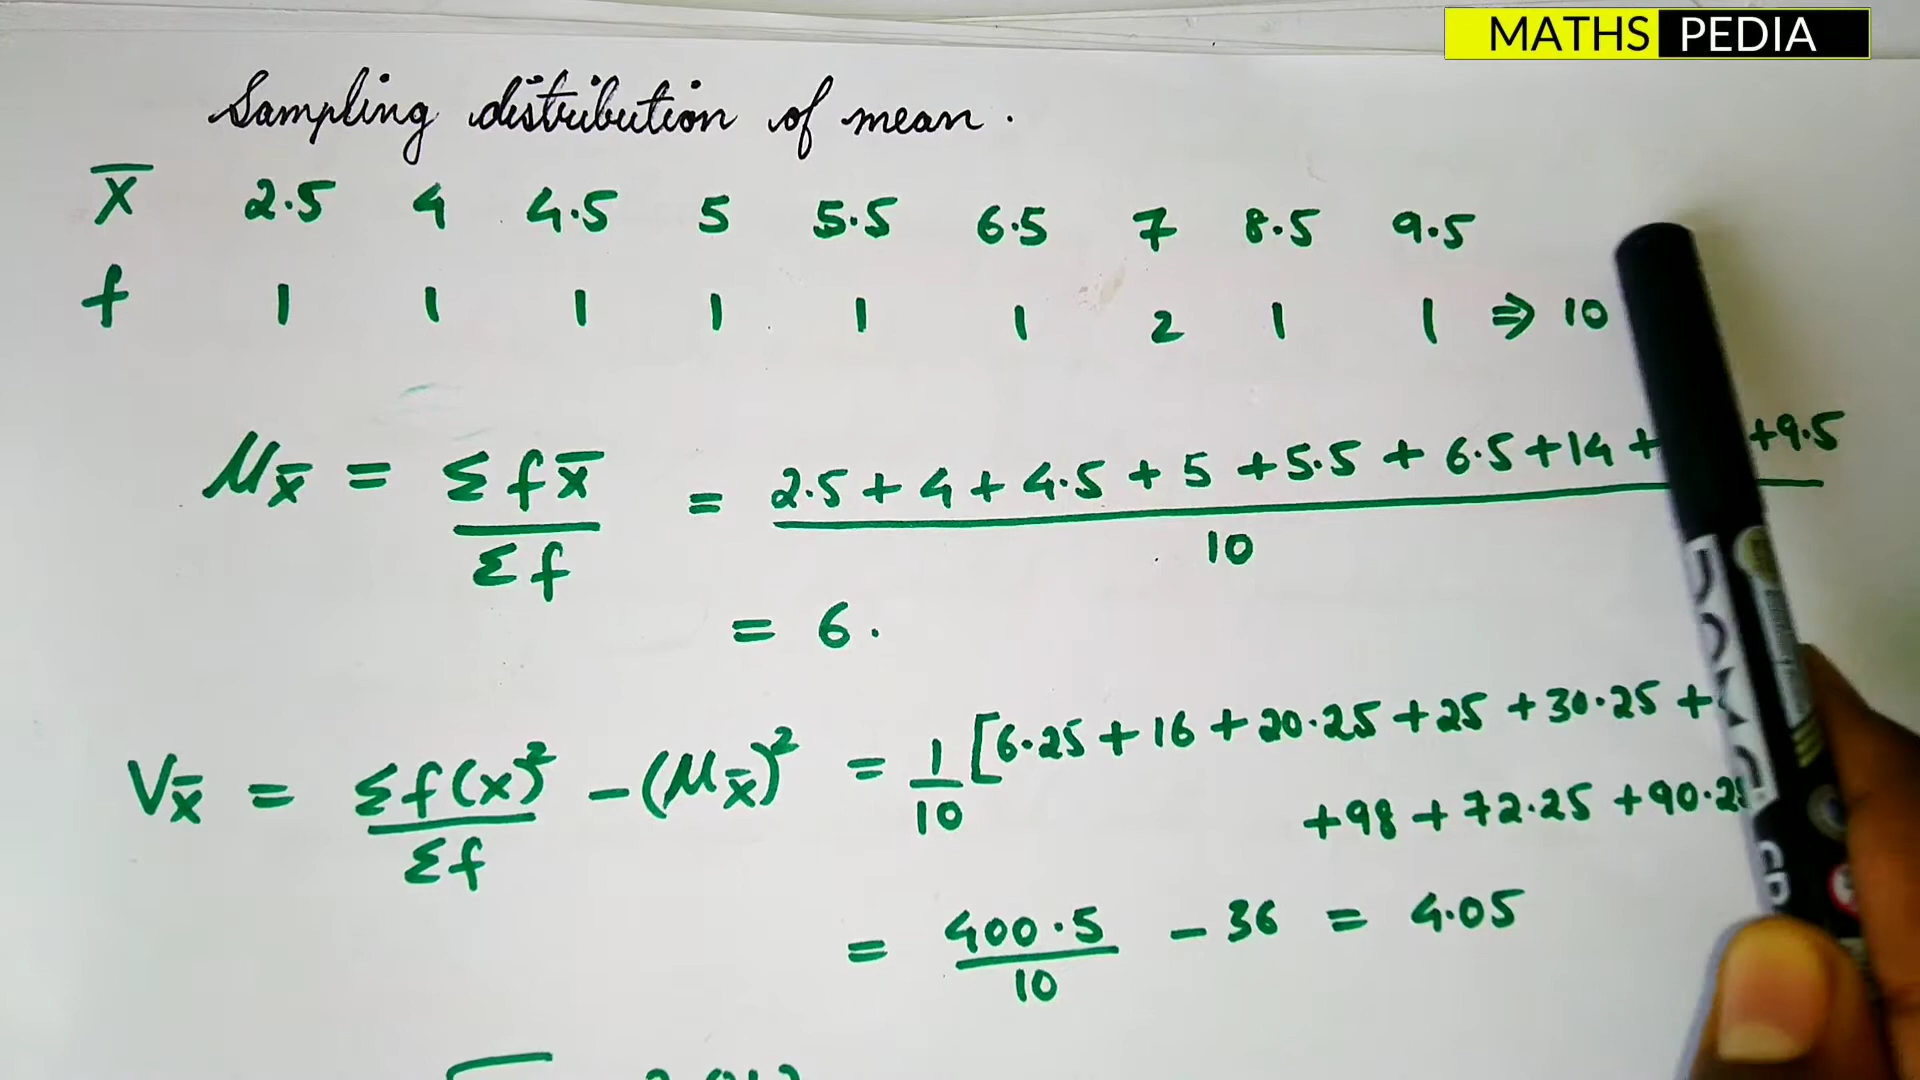 MATHS PEDIA
Sampling distribution of mean.
x̅ 2.5 4 4.5 5 5.5 6.5 7 8.5 9.5
f 1 1 1 1 1 1 2 1 1 ⇒ 10
μx̅ = Σfx̅ / Σf = 2.5 + 4 + 4.5 + 5 + 5.5 + 6.5 + 14 + +9.5 / 10
= 6.
Vx̅ = Σf(x)² / Σf - (μx̅)² = 1/10 [6.25 + 16 + 20.25 + 25 + 30.25 +
+98 + 72.25 + 90.25
= 400.5 / 10 - 36 = 4.05